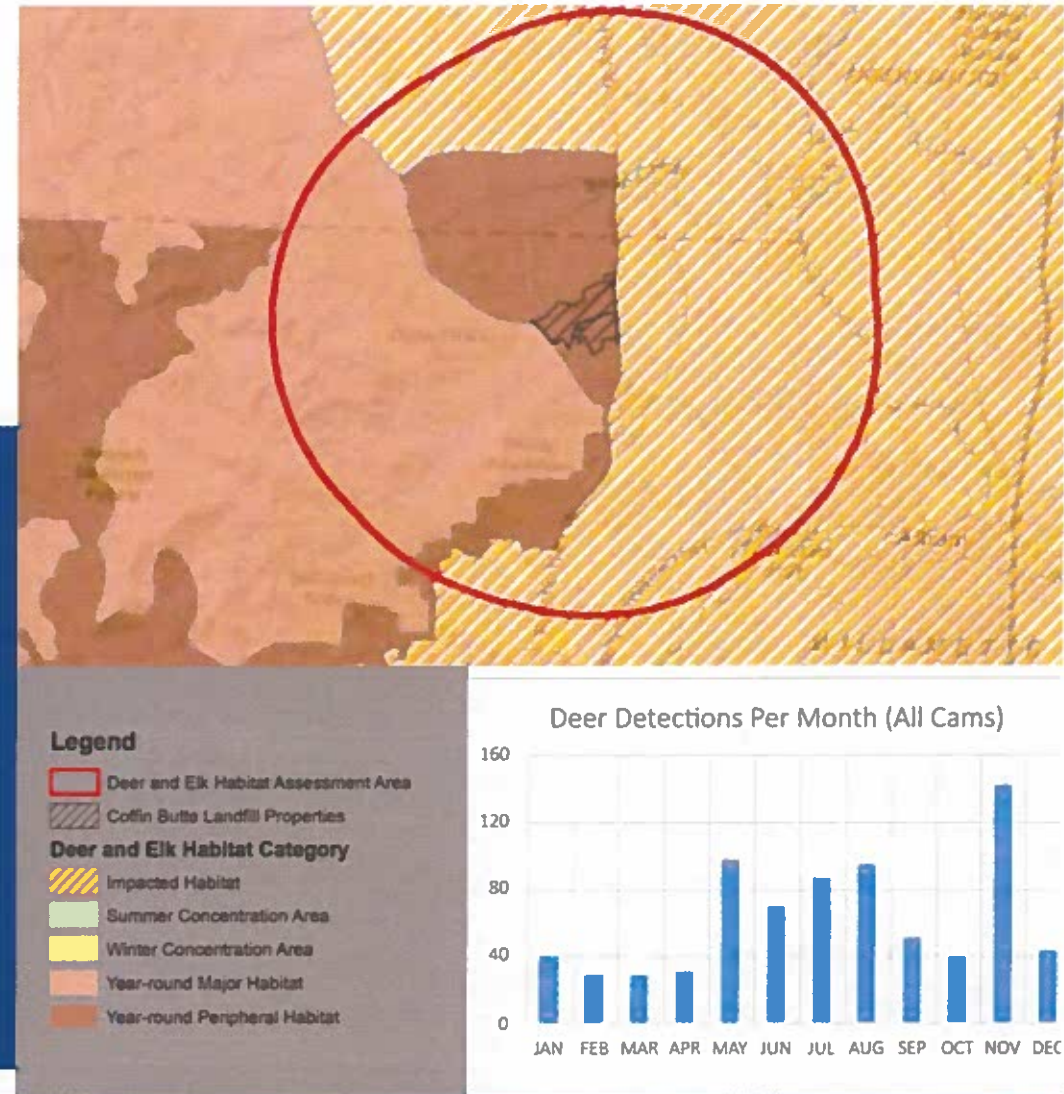 Legend
Deer and Elk Habitat Assessment Area
Coffin Butte Landfill Properties
Deer and Elk Habitat Category
Impacted Habitat
Summer Concentration Area
Winter Concentration Area
Year-round Major Habitat
Year-round Peripheral Habitat
Deer Detections Per Month (All Cams)
160
120
80
40
0
JAN FEB MAR APR MAY JUN JUL AUG SEP OCT NOV DEC